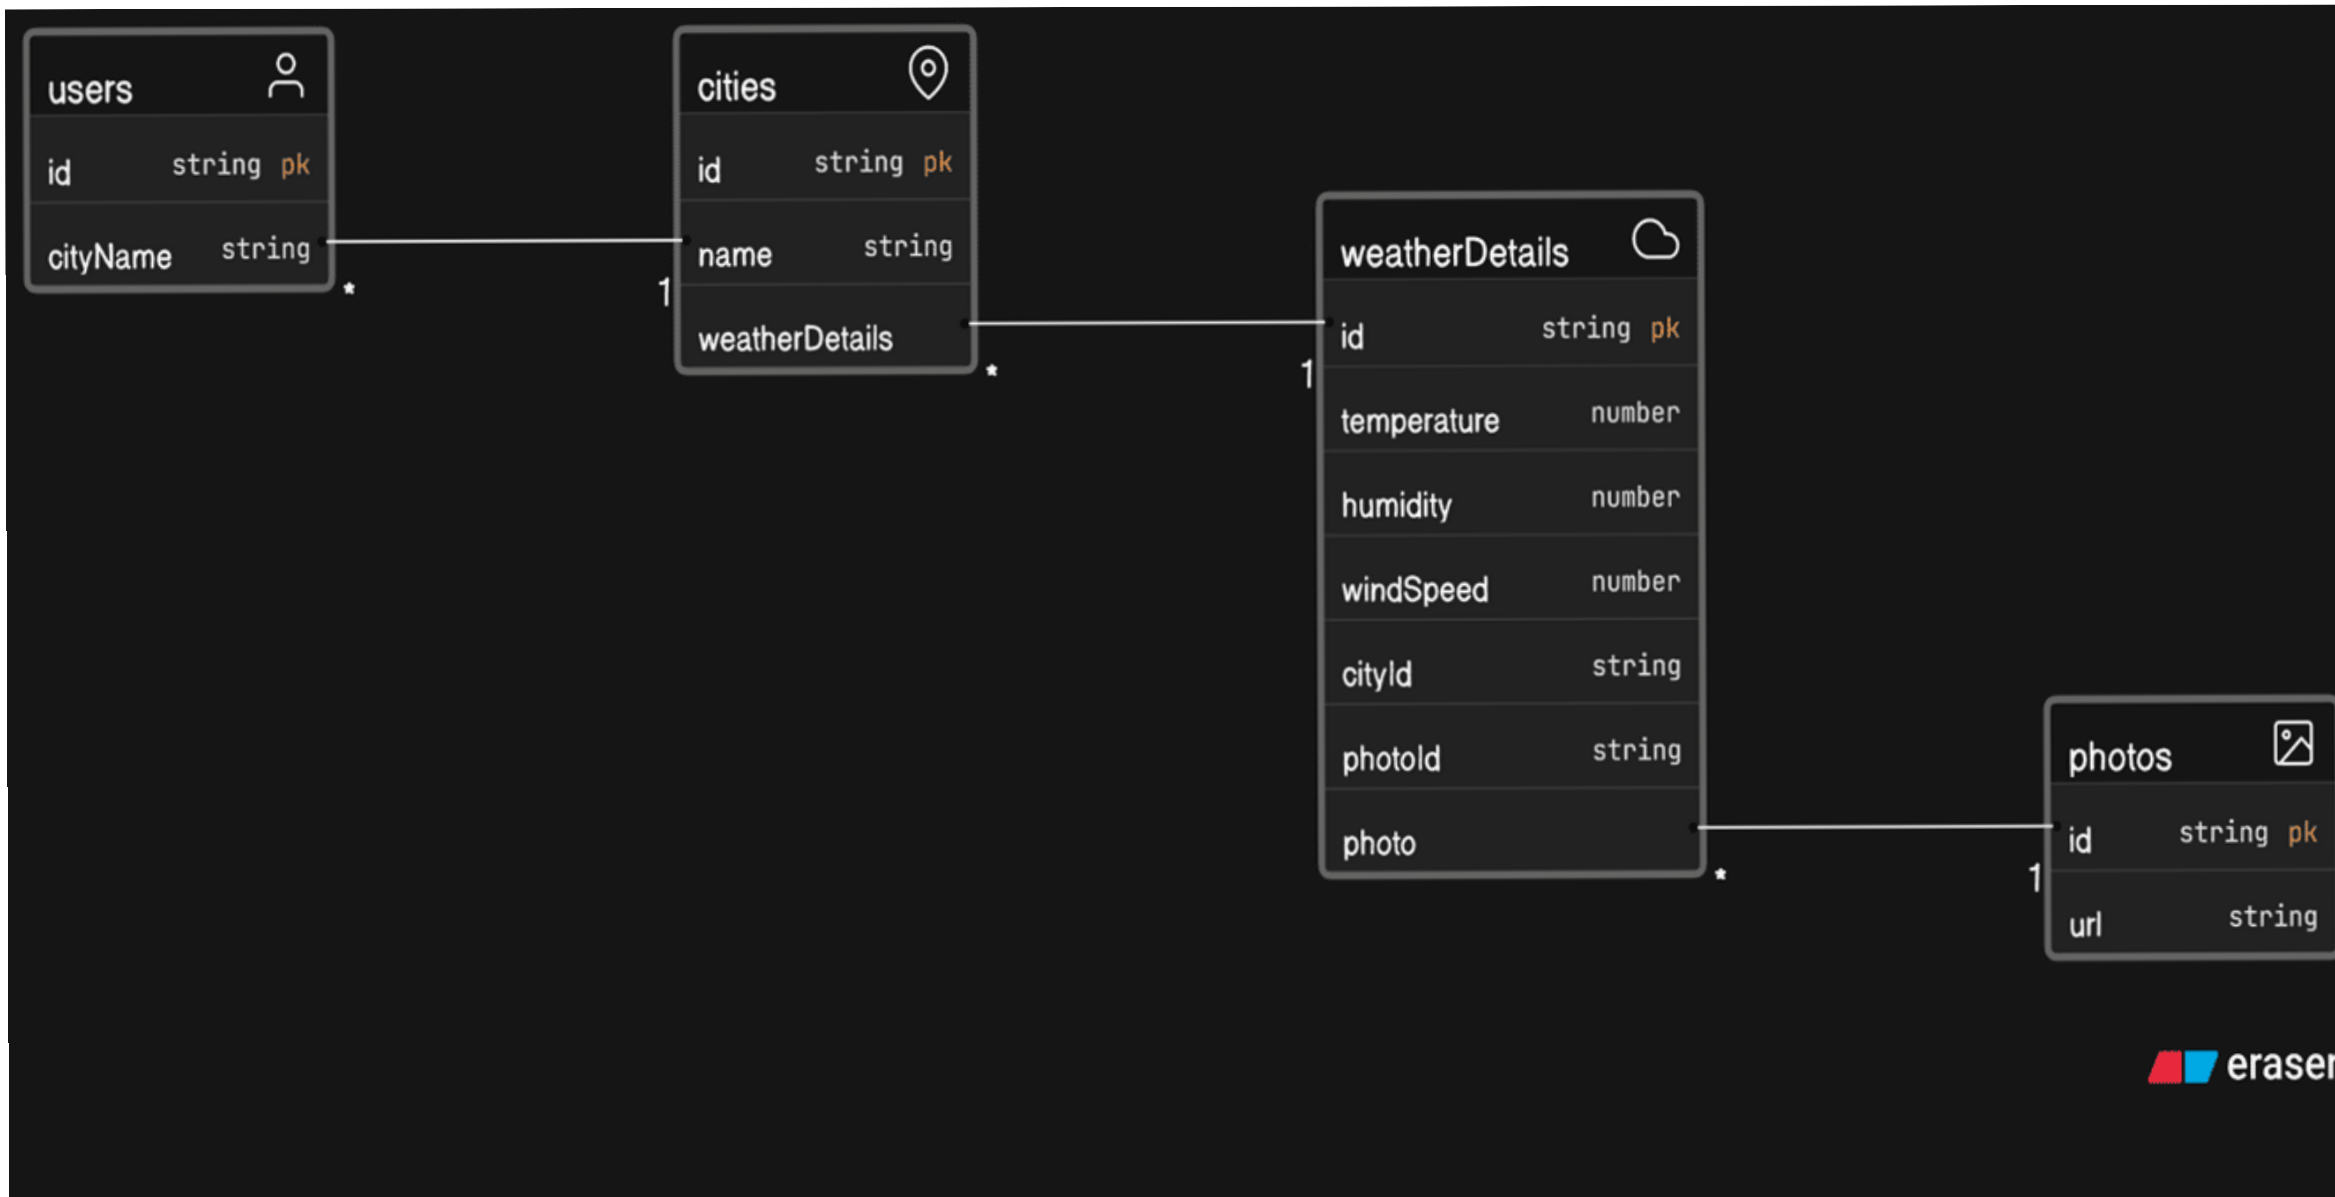 users
id string pk
cityName string
*
1
cities
id string pk
name string
weatherDetails
*
1
weatherDetails
id string pk
temperature number
humidity number
windSpeed number
cityId string
photoId string
photo
*
1
photos
id string pk
url string
eraser